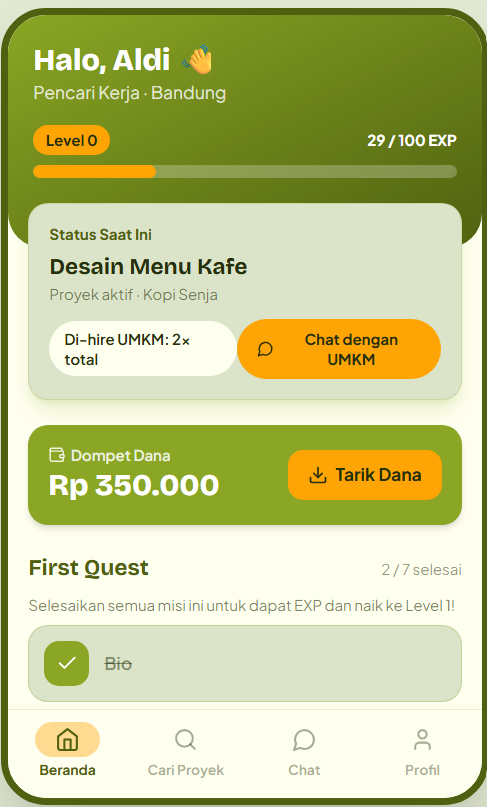 Halo, Aldi 👋
Pencari Kerja · Bandung
Level 0
29 / 100 EXP
Status Saat Ini
Desain Menu Kafe
Proyek aktif · Kopi Senja
Di-hire UMKM: 2×
total
Chat dengan
UMKM
Dompet Dana
Rp 350.000
Tarik Dana
First Quest
2 / 7 selesai
Selesaikan semua misi ini untuk dapat EXP dan naik ke Level 1!
Bio
Beranda
Cari Proyek
Chat
Profil